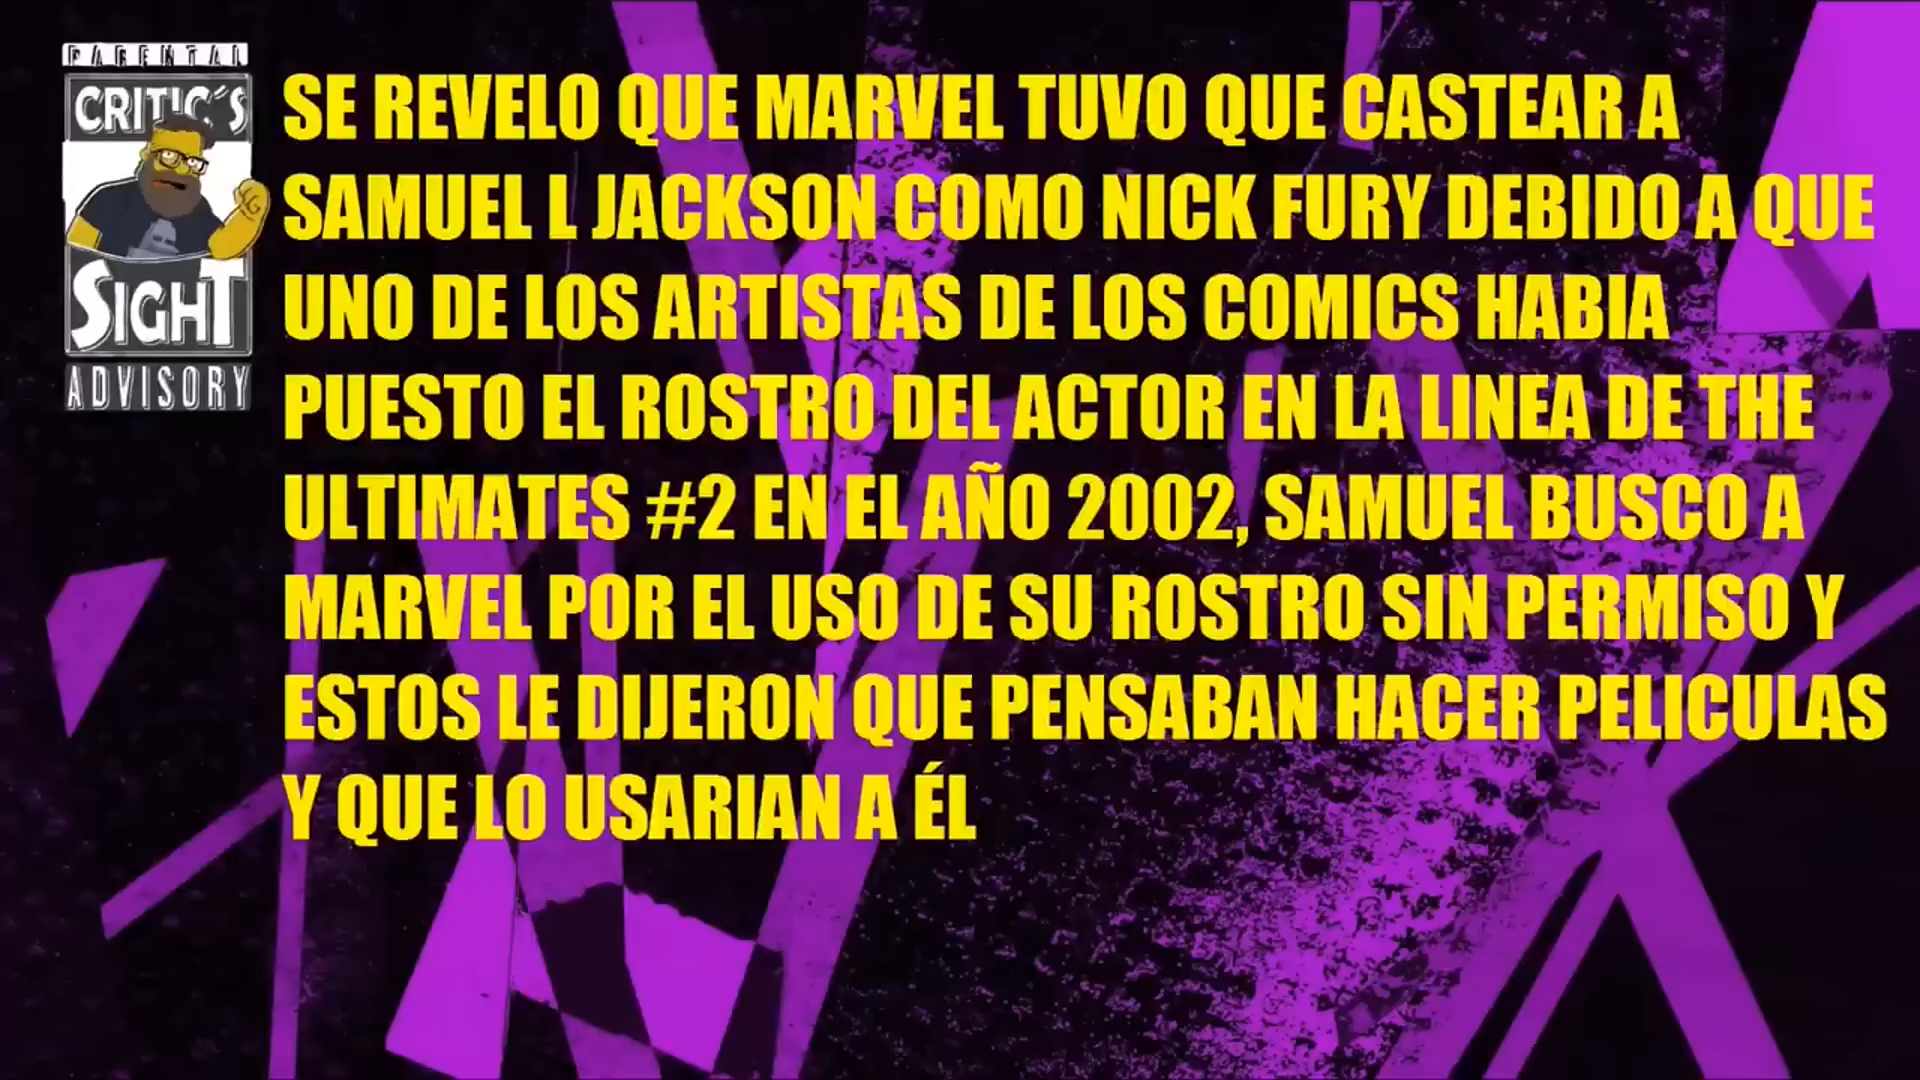 PARENTAL
CRITIC´S
SIGHT
ADVISORY
SE REVELO QUE MARVEL TUVO QUE CASTEAR A
SAMUEL L JACKSON COMO NICK FURY DEBIDO A QUE
UNO DE LOS ARTISTAS DE LOS COMICS HABIA
PUESTO EL ROSTRO DEL ACTOR EN LA LINEA DE THE
ULTIMATES #2 EN EL AÑO 2002, SAMUEL BUSCO A
MARVEL POR EL USO DE SU ROSTRO SIN PERMISO Y
ESTOS LE DIJERON QUE PENSABAN HACER PELICULAS
Y QUE LO USARIAN A ÉL